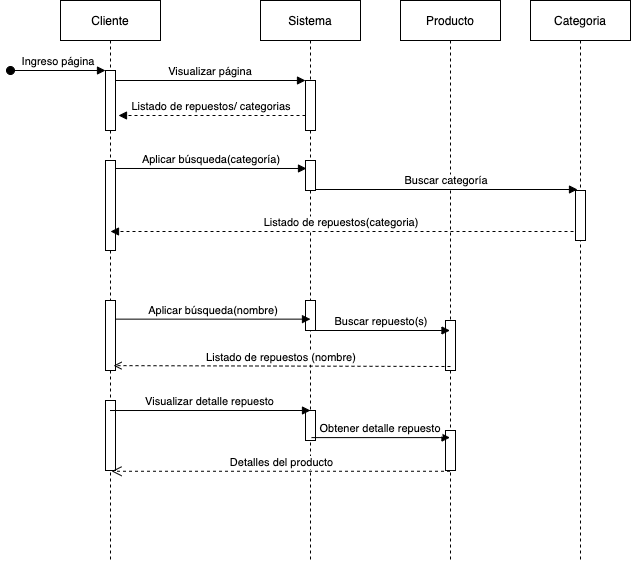 Cliente
Sistema
Producto
Categoria
Ingreso página
Visualizar página
Listado de repuestos/ categorias
Aplicar búsqueda(categoría)
Buscar categoría
Listado de repuestos(categoria)
Aplicar búsqueda(nombre)
Buscar repuesto(s)
Listado de repuestos (nombre)
Visualizar detalle repuesto
Obtener detalle repuesto
Detalles del producto